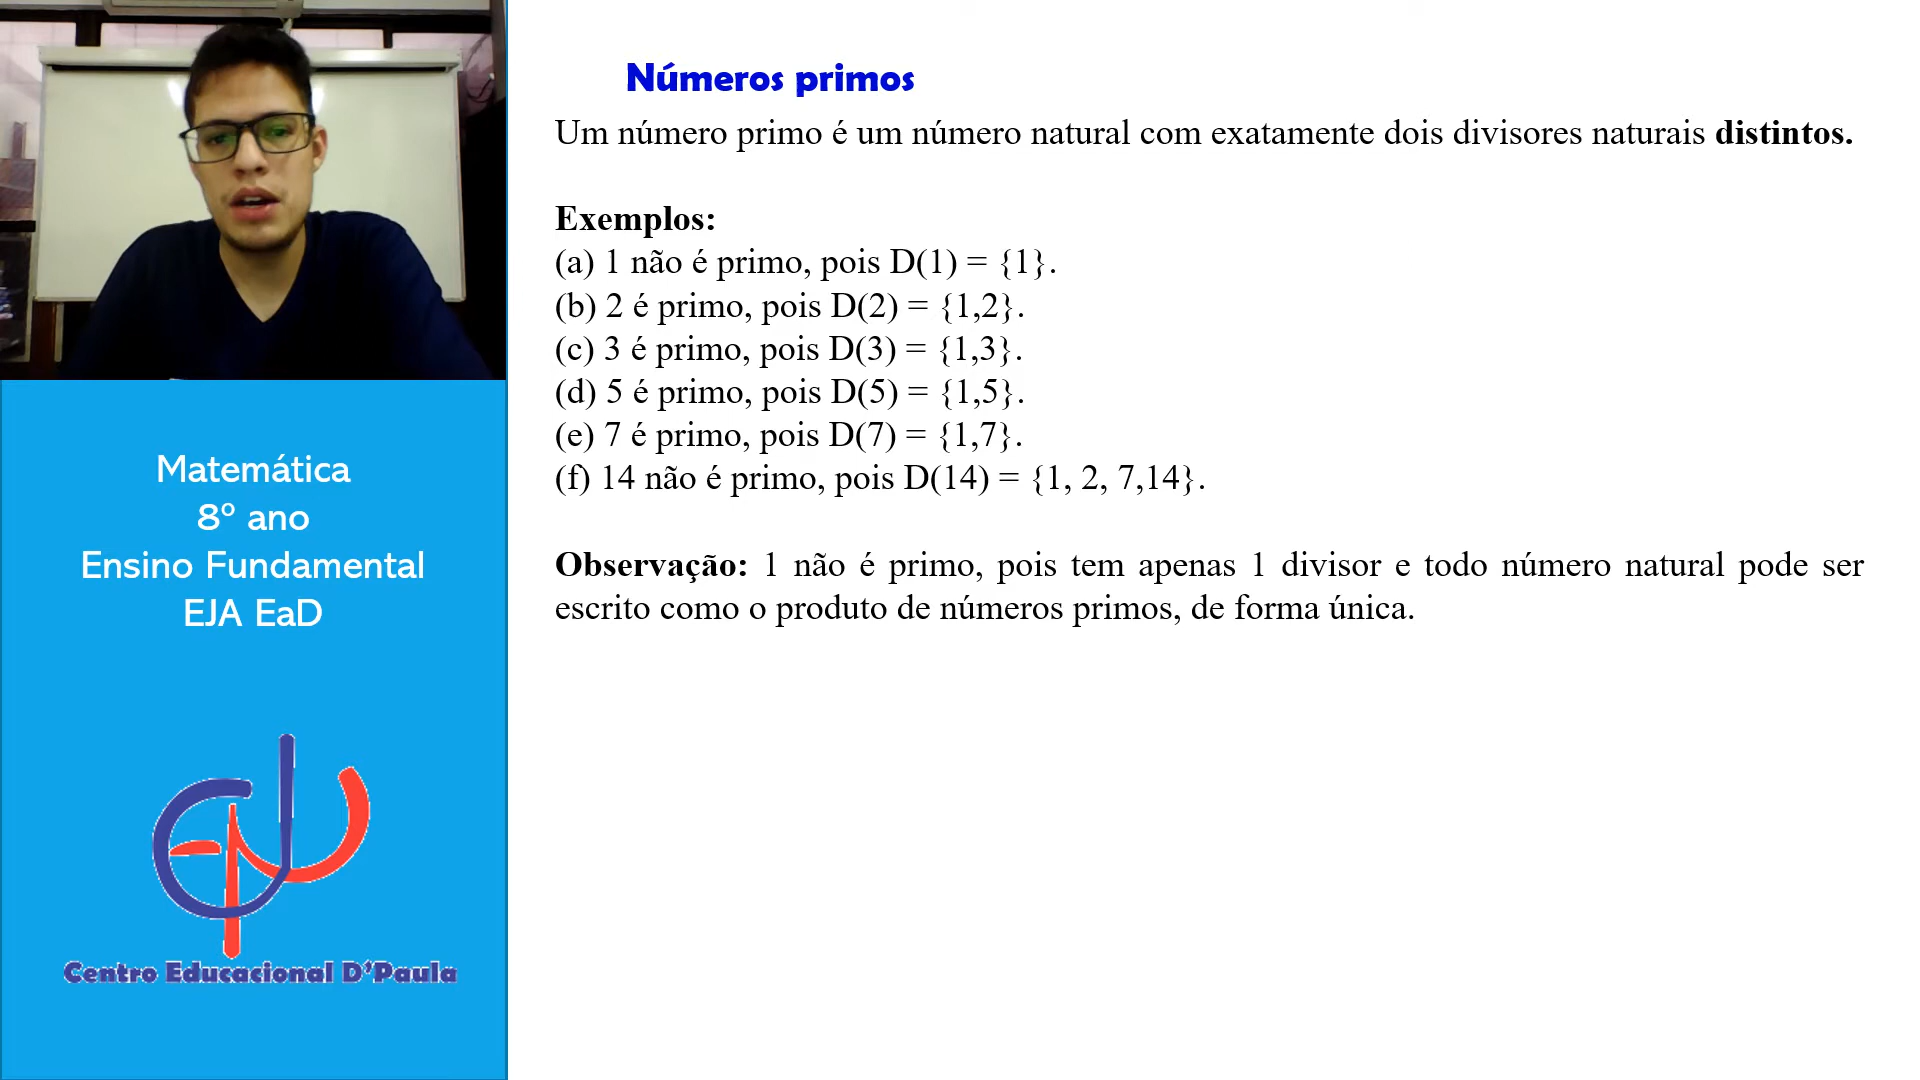 Números primos
Um número primo é um número natural com exatamente dois divisores naturais distintos.
Exemplos:
(a) 1 não é primo, pois D(1) = {1}.
(b) 2 é primo, pois D(2) = {1,2}.
(c) 3 é primo, pois D(3) = {1,3}.
(d) 5 é primo, pois D(5) = {1,5}.
(e) 7 é primo, pois D(7) = {1,7}.
(f) 14 não é primo, pois D(14) = {1, 2, 7,14}.
Observação: 1 não é primo, pois tem apenas 1 divisor e todo número natural pode ser
escrito como o produto de números primos, de forma única.
Matemática
8º ano
Ensino Fundamental
EJA EaD
Centro Educacional D'Paula